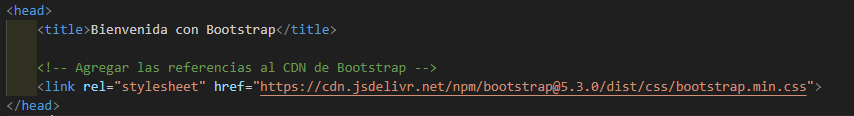 <head>
<title>Bienvenida con Bootstrap</title>
<!-- Agregar las referencias al CDN de Bootstrap -->
<link rel="stylesheet" href="https://cdn.jsdelivr.net/npm/bootstrap@5.3.0/dist/css/bootstrap.min.css">
</head>